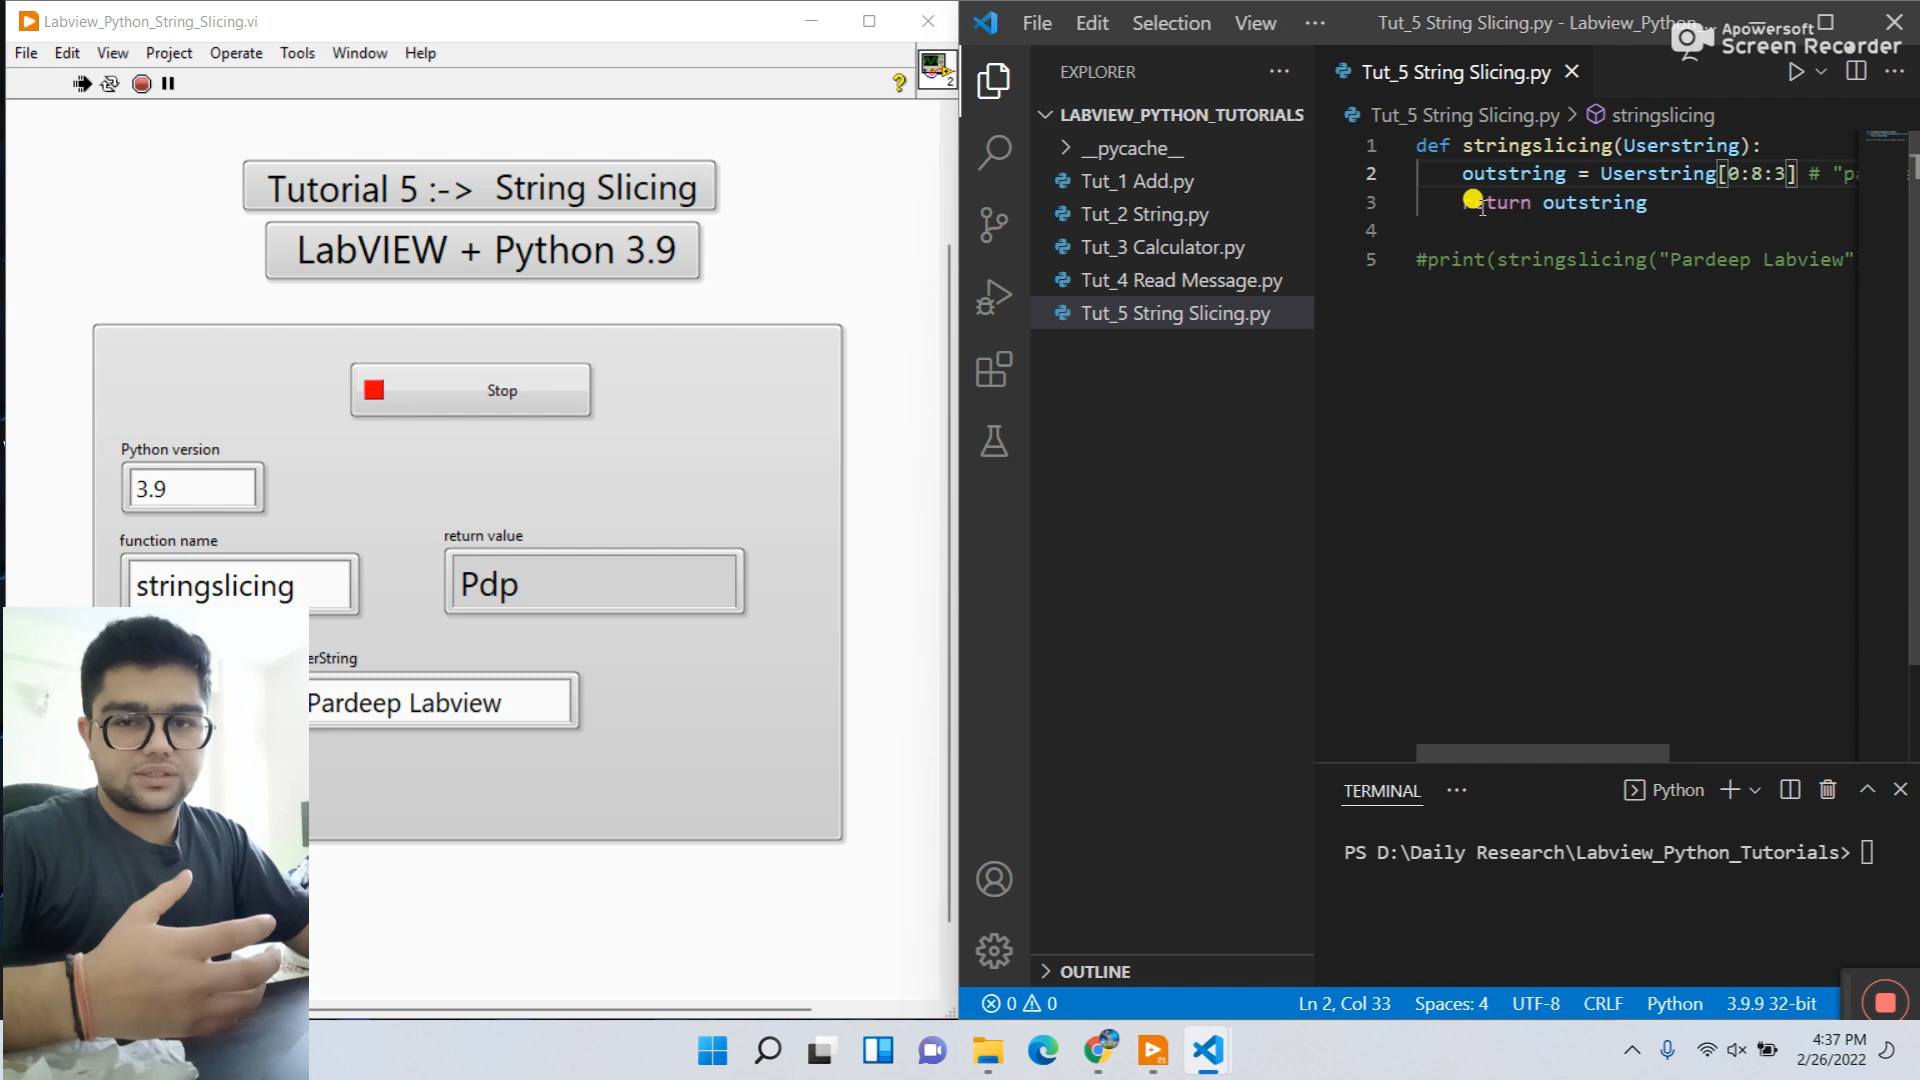 Labview_Python_String_Slicing.vi
File Edit View Project Operate Tools Window Help
2
Tutorial 5 :-> String Slicing
LabVIEW + Python 3.9
Stop
Python version
3.9
function name
stringslicing
return value
Pdp
erString
Pardeep Labview
File Edit Selection View ···
Tut_5 String Slicing.py - Labview_Python_
Apowersoft
Screen Recorder
EXPLORER
LABVIEW_PYTHON_TUTORIALS
__pycache__
Tut_1 Add.py
Tut_2 String.py
Tut_3 Calculator.py
Tut_4 Read Message.py
Tut_5 String Slicing.py
OUTLINE
Tut_5 String Slicing.py
Tut_5 String Slicing.py > stringslicing
1 def stringslicing(Userstring):
2 outstring = Userstring[0:8:3] # "pa
3 return outstring
4
5 #print(stringslicing("Pardeep Labview"
TERMINAL
Python
PS D:\Daily Research\Labview_Python_Tutorials>
0 0
Ln 2, Col 33 Spaces: 4 UTF-8 CRLF Python 3.9.9 32-bit
4:37 PM
2/26/2022